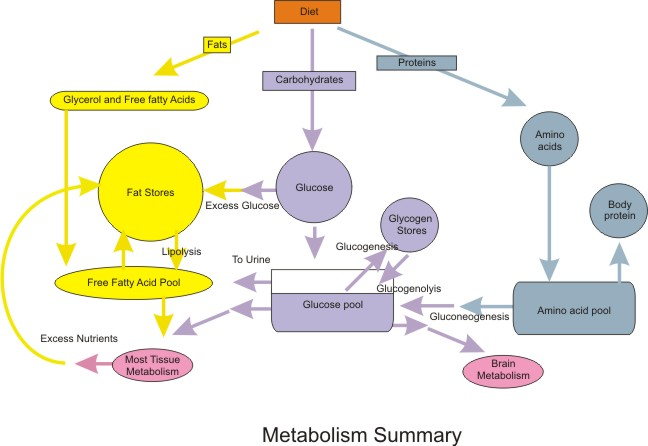 Diet
Fats
Proteins
Carbohydrates
Glycerol and Free fatty Acids
Amino
acids
Fat Stores
Glucose
Excess Glucose
Glycogen
Stores
Body
protein
Glucogenesis
Lipolysis
To Urine
Free Fatty Acid Pool
Glucogenolyis
Glucose pool
Gluconeogenesis
Amino acid pool
Excess Nutrients
Most Tissue
Metabolism
Brain
Metabolism
Metabolism Summary